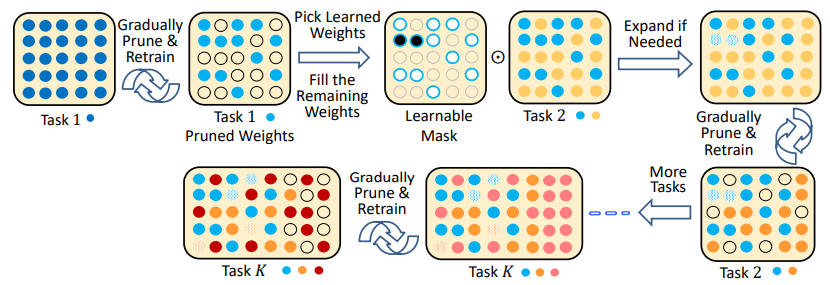 Gradually
Prune &
Retrain
Pick Learned
Weights
Fill the
Remaining
Weights
Expand if
Needed
Task 1
Task 1
Pruned Weights
Learnable
Mask
Task 2
Gradually
Prune &
Retrain
More
Tasks
Gradually
Prune &
Retrain
Task K
Task K
Task 2